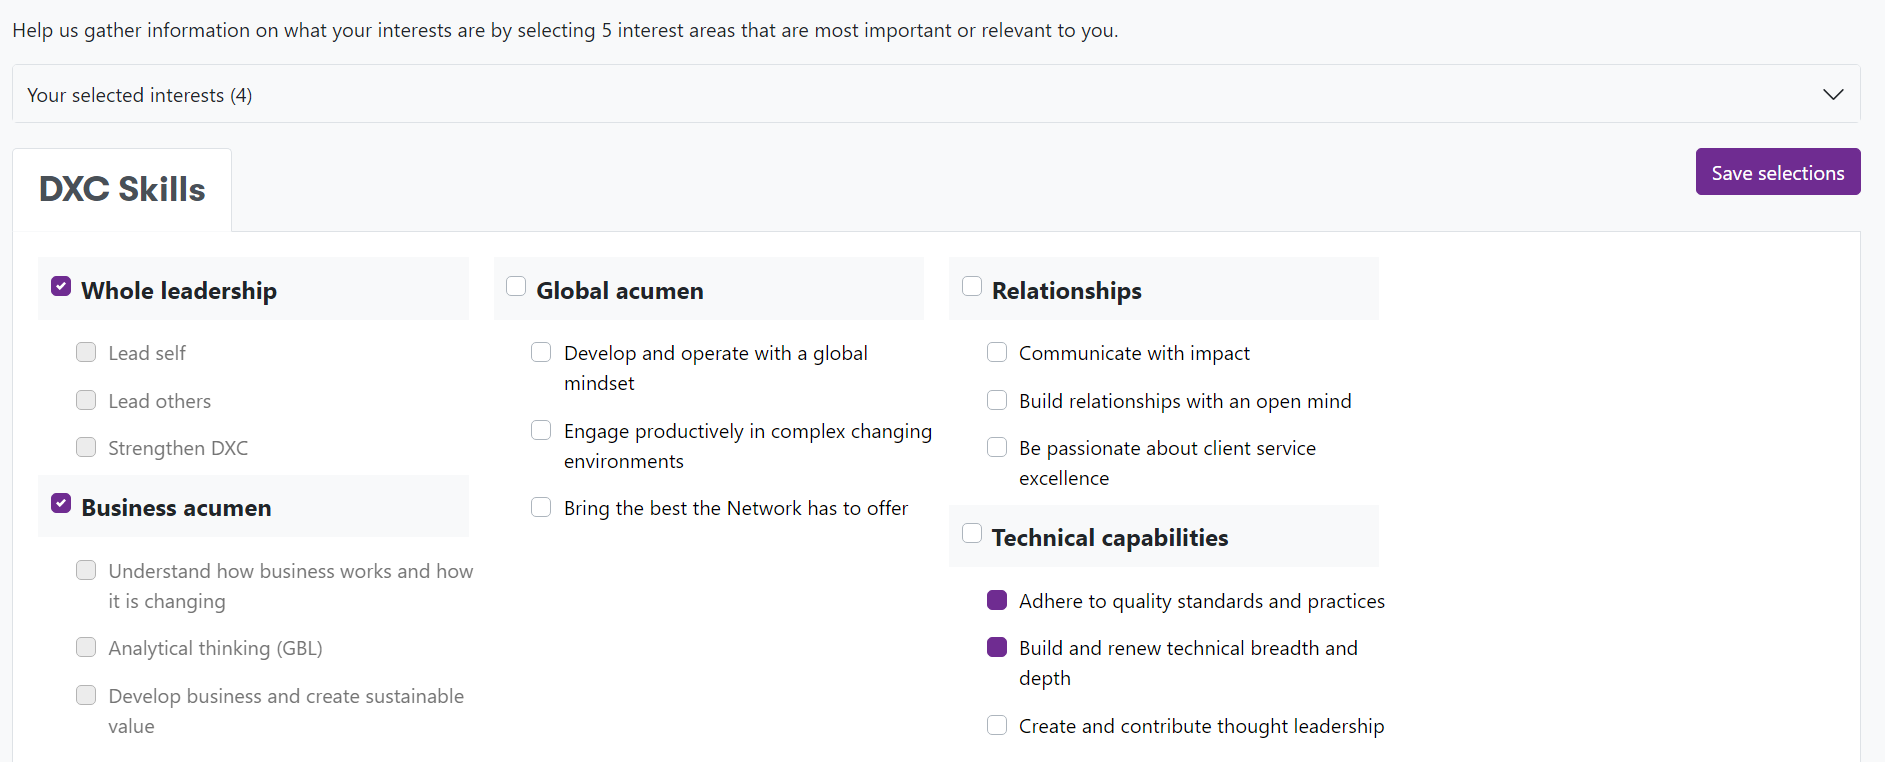 Help us gather information on what your interests are by selecting 5 interest areas that are most important or relevant to you.
Your selected interests (4)
DXC Skills
Save selections
Whole leadership
Lead self
Lead others
Strengthen DXC
Business acumen
Understand how business works and how
it is changing
Analytical thinking (GBL)
Develop business and create sustainable
value
Global acumen
Develop and operate with a global
mindset
Engage productively in complex changing
environments
Bring the best the Network has to offer
Relationships
Communicate with impact
Build relationships with an open mind
Be passionate about client service
excellence
Technical capabilities
Adhere to quality standards and practices
Build and renew technical breadth and
depth
Create and contribute thought leadership